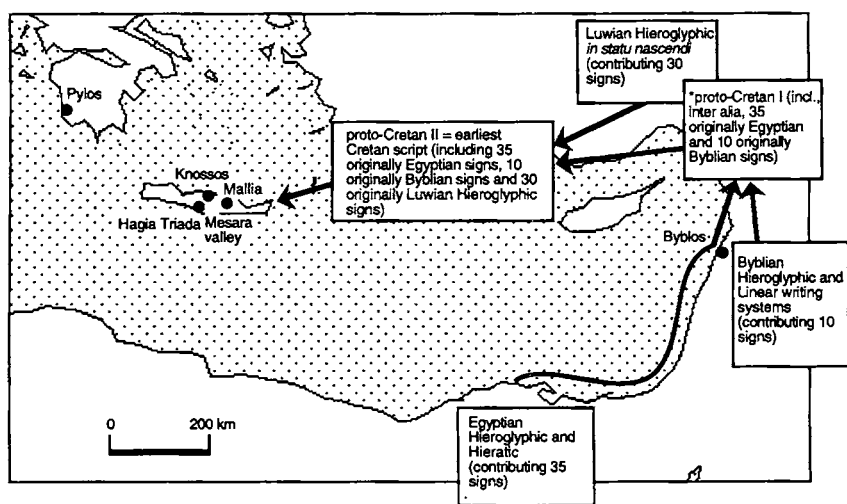 Luwian Hieroglyphic
in statu nascendi
(contributing 30
signs)
*proto-Cretan I (incl.,
inter alia, 35
originally Egyptian
and 10 originally
Byblian signs)
proto-Cretan II = earliest
Cretan script (including 35
originally Egyptian signs, 10
originally Byblian signs and 30
originally Luwian Hieroglyphic
signs)
Pylos
Knossos
Mallia
Hagia Triada
Mesara
valley
Byblos
Byblian
Hieroglyphic and
Linear writing
systems
(contributing 10
signs)
Egyptian
Hieroglyphic and
Hieratic
(contributing 35
signs)
0
200 km